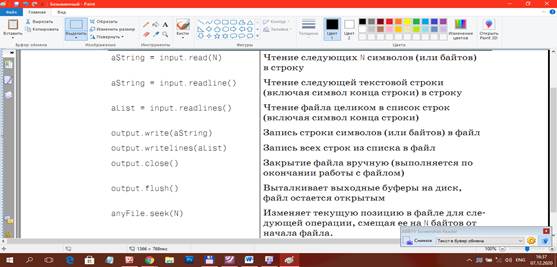 Безымянный - Paint
Файл Главная Вид
Вставить
Выделить
Обрезать
Изменить размер
Повернуть
Кисти
Контур
Заливка
Толщина
Цвет 1
Цвет 2
Изменение цветов
Открыть Paint 3D
Буфер обмена Изображение Инструменты Фигуры Цвета
aString = input.read(N) Чтение следующих N символов (или байтов)
в строку
aString = input.readline() Чтение следующей текстовой строки
(включая символ конца строки) в строку
aList = input.readlines() Чтение файла целиком в список строк
(включая символ конца строки)
output.write(aString) Запись строки символов (или байтов) в файл
output.writelines(aList) Запись всех строк из списка в файл
output.close() Закрытие файла вручную (выполняется по
окончании работы с файлом)
output.flush() Выталкивает выходные буферы на диск,
файл остается открытым
anyFile.seek(N) Изменяет текущую позицию в файле для сле-
дующей операции, смещая ее на N байтов от
начала файла.
ABBYY Screenshot Reader
Снимок Текст в буфер обмена
1366 × 768пкс 100%
16:37
07.12.2020